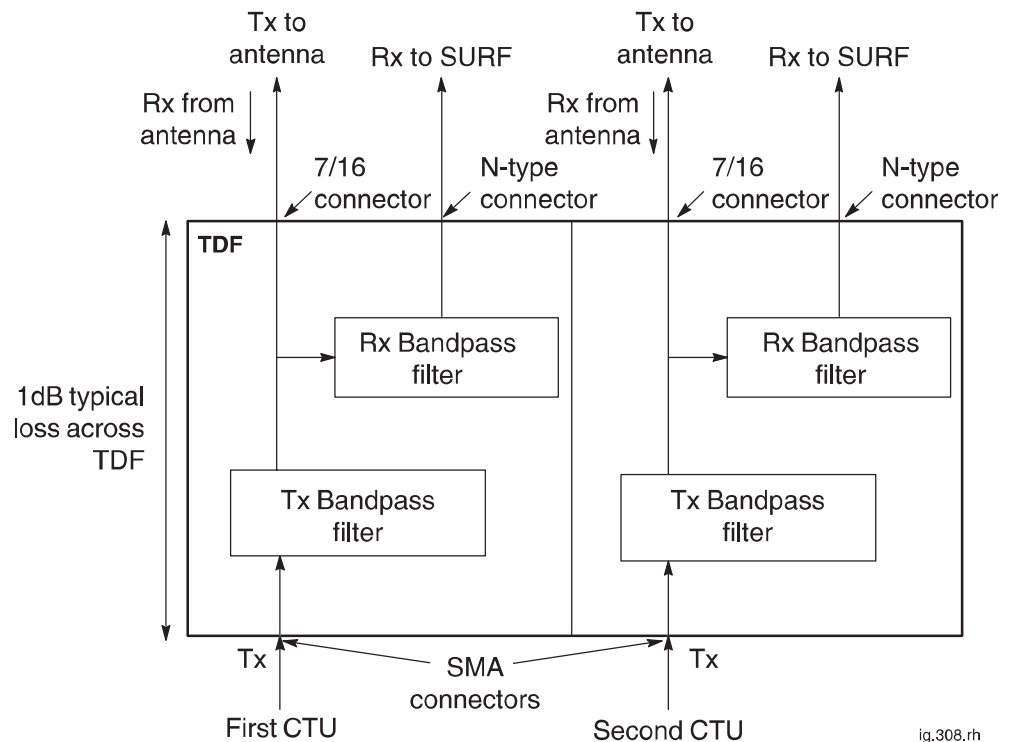 Tx to
antenna
Rx to SURF
Tx to
antenna
Rx to SURF
Rx from
antenna
Rx from
antenna
7/16
connector
N-type
connector
7/16
connector
N-type
connector
TDF
Rx Bandpass
filter
Rx Bandpass
filter
1dB typical
loss across
TDF
Tx Bandpass
filter
Tx Bandpass
filter
Tx
SMA
connectors
Tx
First CTU
Second CTU
ig.308.rh